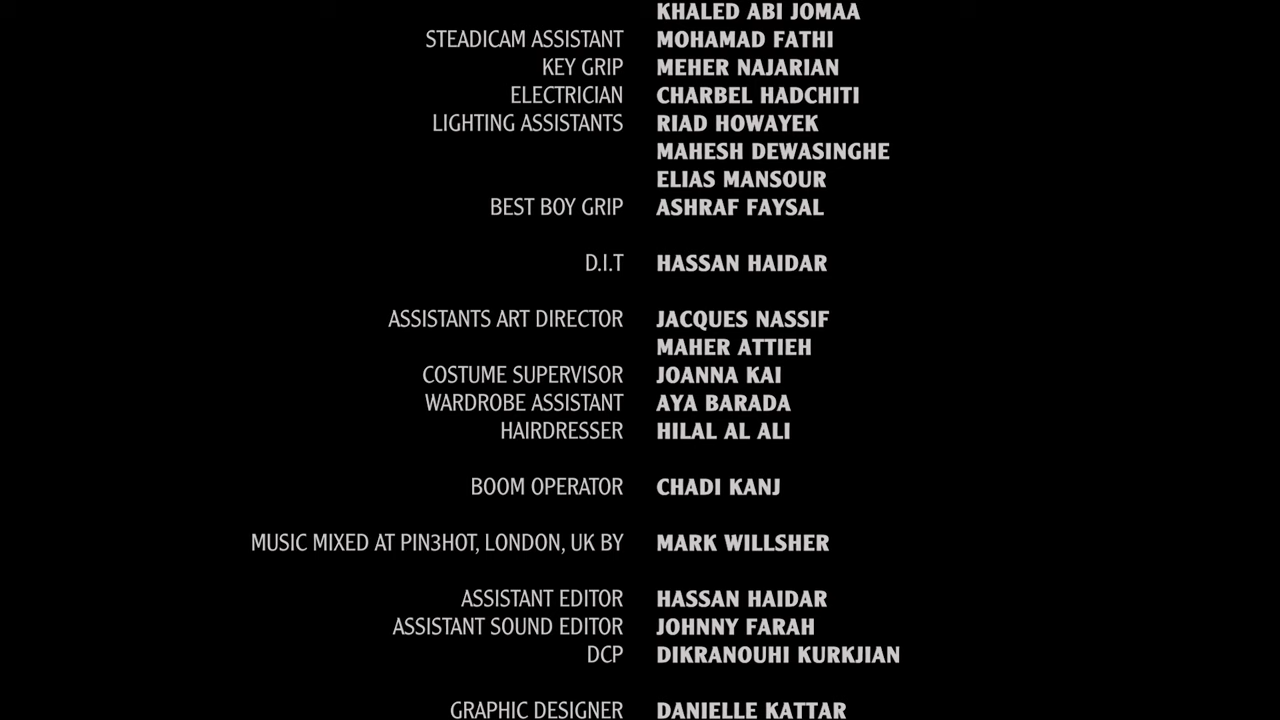 KHALED ABI JOMAA
STEADICAM ASSISTANT MOHAMAD FATHI
KEY GRIP MEHER NAJARIAN
ELECTRICIAN CHARBEL HADCHITI
LIGHTING ASSISTANTS RIAD HOWAYEK
MAHESH DEWASINGHE
ELIAS MANSOUR
BEST BOY GRIP ASHRAF FAYSAL
D.I.T HASSAN HAIDAR
ASSISTANTS ART DIRECTOR JACQUES NASSIF
MAHER ATTIEH
COSTUME SUPERVISOR JOANNA KAI
WARDROBE ASSISTANT AYA BARADA
HAIRDRESSER HILAL AL ALI
BOOM OPERATOR CHADI KANJ
MUSIC MIXED AT PIN3HOT, LONDON, UK BY MARK WILLSHER
ASSISTANT EDITOR HASSAN HAIDAR
ASSISTANT SOUND EDITOR JOHNNY FARAH
DCP DIKRANOUHI KURKJIAN
GRAPHIC DESIGNER DANIELLE KATTAR